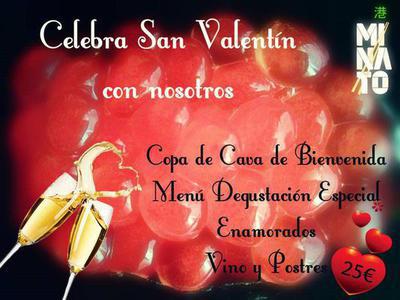 Celebra San Valentín
con nosotros
港
MI
NA
TO
Copa de Cava de Bienvenida
Menú Degustación Especial
Enamorados
Vino y Postres
25€